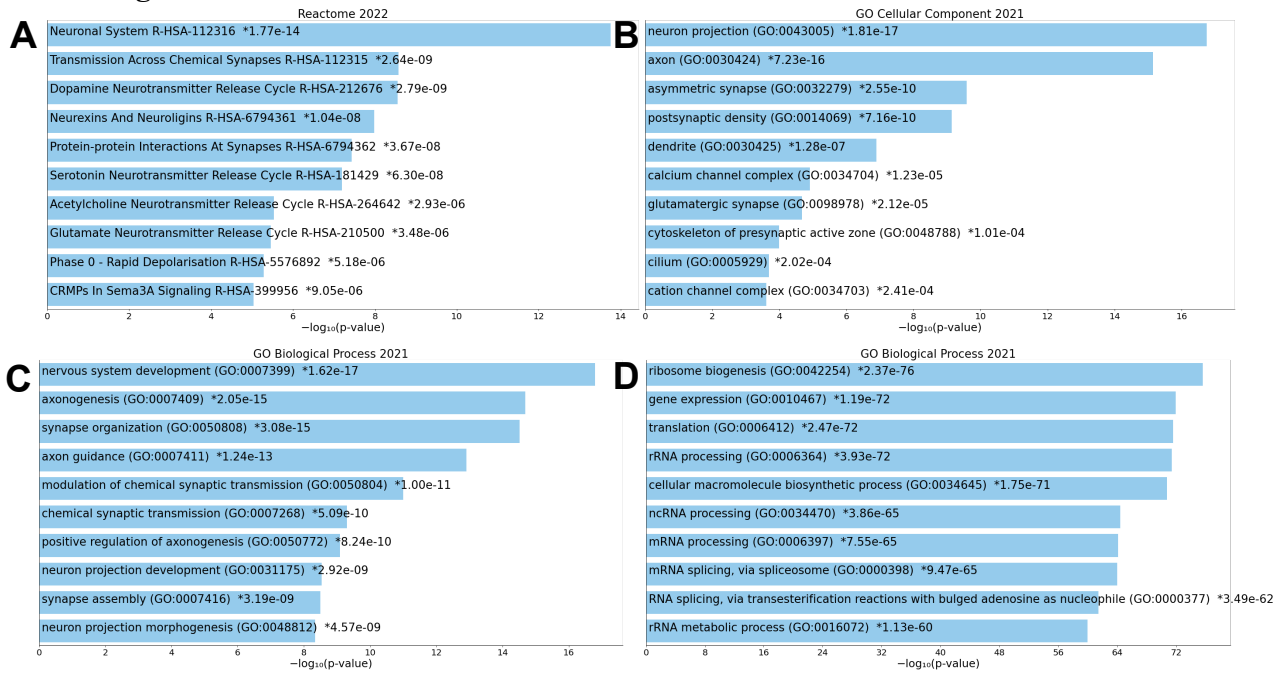 A
Reactome 2022
Neuronal System R-HSA-112316 *1.77e-14
Transmission Across Chemical Synapses R-HSA-112315 *2.64e-09
Dopamine Neurotransmitter Release Cycle R-HSA-212676 *2.79e-09
Neurexins And Neuroligins R-HSA-6794361 *1.04e-08
Protein-protein Interactions At Synapses R-HSA-6794362 *3.67e-08
Serotonin Neurotransmitter Release Cycle R-HSA-181429 *6.30e-08
Acetylcholine Neurotransmitter Release Cycle R-HSA-264642 *2.93e-06
Glutamate Neurotransmitter Release Cycle R-HSA-210500 *3.48e-06
Phase 0 - Rapid Depolarisation R-HSA-5576892 *5.18e-06
CRMPs In Sema3A Signaling R-HSA-399956 *9.05e-06
0 2 4 6 8 10 12 14
−log₁₀(p-value)
B
GO Cellular Component 2021
neuron projection (GO:0043005) *1.81e-17
axon (GO:0030424) *7.23e-16
asymmetric synapse (GO:0032279) *2.55e-10
postsynaptic density (GO:0014069) *7.16e-10
dendrite (GO:0030425) *1.28e-07
calcium channel complex (GO:0034704) *1.23e-05
glutamatergic synapse (GO:0098978) *2.12e-05
cytoskeleton of presynaptic active zone (GO:0048788) *1.01e-04
cilium (GO:0005929) *2.02e-04
cation channel complex (GO:0034703) *2.41e-04
0 2 4 6 8 10 12 14 16
−log₁₀(p-value)
C
GO Biological Process 2021
nervous system development (GO:0007399) *1.62e-17
axonogenesis (GO:0007409) *2.05e-15
synapse organization (GO:0050808) *3.08e-15
axon guidance (GO:0007411) *1.24e-13
modulation of chemical synaptic transmission (GO:0050804) *1.00e-11
chemical synaptic transmission (GO:0007268) *5.09e-10
positive regulation of axonogenesis (GO:0050772) *8.24e-10
neuron projection development (GO:0031175) *2.92e-09
synapse assembly (GO:0007416) *3.19e-09
neuron projection morphogenesis (GO:0048812) *4.57e-09
0 2 4 6 8 10 12 14 16
−log₁₀(p-value)
D
GO Biological Process 2021
ribosome biogenesis (GO:0042254) *2.37e-76
gene expression (GO:0010467) *1.19e-72
translation (GO:0006412) *2.47e-72
rRNA processing (GO:0006364) *3.93e-72
cellular macromolecule biosynthetic process (GO:0034645) *1.75e-71
ncRNA processing (GO:0034470) *3.86e-65
mRNA processing (GO:0006397) *7.55e-65
mRNA splicing, via spliceosome (GO:0000398) *9.47e-65
RNA splicing, via transesterification reactions with bulged adenosine as nucleophile (GO:0000377) *3.49e-62
rRNA metabolic process (GO:0016072) *1.13e-60
0 8 16 24 32 40 48 56 64 72
−log₁₀(p-value)